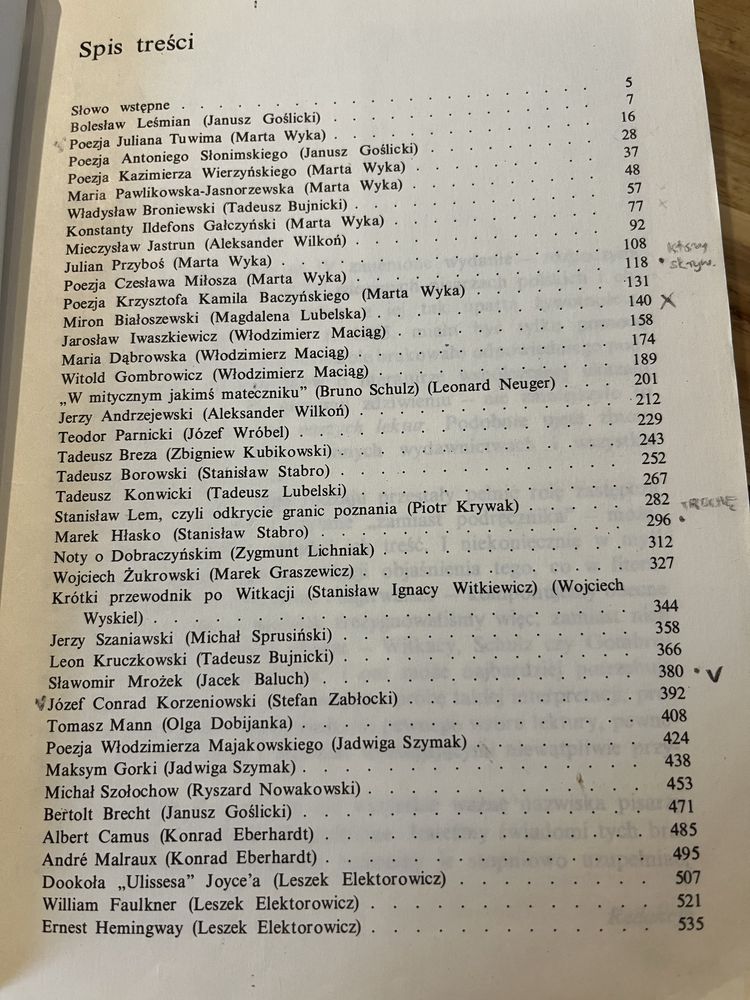 Spis treści
Słowo wstępne . . . . . . . . . . . . . . . . . . 5
Bolesław Leśmian (Janusz Goślicki) . . . . . . . . . . . 7
Poezja Juliana Tuwima (Marta Wyka) . . . . . . . . . . . 16
Poezja Antoniego Słonimskiego (Janusz Goślicki) . . . . . . . 28
Poezja Kazimierza Wierzyńskiego (Marta Wyka) . . . . . . . . 37
Maria Pawlikowska-Jasnorzewska (Marta Wyka) . . . . . . . . 48
Władysław Broniewski (Tadeusz Bujnicki) . . . . . . . . . . 57
Konstanty Ildefons Gałczyński (Marta Wyka) . . . . . . . . 77
Mieczysław Jastrun (Aleksander Wilkoń) . . . . . . . . . . 92
Julian Przyboś (Marta Wyka) . . . . . . . . . . . . . 108
Poezja Czesława Miłosza (Marta Wyka) . . . . . . . . . . 118
Poezja Krzysztofa Kamila Baczyńskiego (Marta Wyka) . . . . . . 131
Miron Białoszewski (Magdalena Lubelska) . . . . . . . . . . 140
Jarosław Iwaszkiewicz (Włodzimierz Maciąg) . . . . . . . . . 158
Maria Dąbrowska (Włodzimierz Maciąg) . . . . . . . . . . 174
Witold Gombrowicz (Włodzimierz Maciąg) . . . . . . . . . . 189
„W mitycznym jakimś mateczniku” (Bruno Schulz) (Leonard Neuger) . . . 201
Jerzy Andrzejewski (Aleksander Wilkoń) . . . . . . . . . . 212
Teodor Parnicki (Józef Wróbel) . . . . . . . . . . . . 229
Tadeusz Breza (Zbigniew Kubikowski) . . . . . . . . . . . 243
Tadeusz Borowski (Stanisław Stabro) . . . . . . . . . . . 252
Tadeusz Konwicki (Tadeusz Lubelski) . . . . . . . . . . . 267
Stanisław Lem, czyli odkrycie granic poznania (Piotr Krywak) . . . . 282
Marek Hłasko (Stanisław Stabro) . . . . . . . . . . . . 296
Noty o Dobraczyńskim (Zygmunt Lichniak) . . . . . . . . . . 312
Wojciech Żukrowski (Marek Graszewicz) . . . . . . . . . . 327
Krótki przewodnik po Witkacji (Stanisław Ignacy Witkiewicz) (Wojciech
Wyskiel) . . . . . . . . . . . . . . . . . . . 344
Jerzy Szaniawski (Michał Sprusiński) . . . . . . . . . . . 358
Leon Kruczkowski (Tadeusz Bujnicki) . . . . . . . . . . . 366
Sławomir Mrożek (Jacek Baluch) . . . . . . . . . . . . 380
Józef Conrad Korzeniowski (Stefan Zabłocki) . . . . . . . . . 392
Tomasz Mann (Olga Dobijanka) . . . . . . . . . . . . . 408
Poezja Włodzimierza Majakowskiego (Jadwiga Szymak) . . . . . . 424
Maksym Gorki (Jadwiga Szymak) . . . . . . . . . . . . . 438
Michał Szołochow (Ryszard Nowakowski) . . . . . . . . . . 453
Bertolt Brecht (Janusz Goślicki) . . . . . . . . . . . . 471
Albert Camus (Konrad Eberhardt) . . . . . . . . . . . . 485
André Malraux (Konrad Eberhardt) . . . . . . . . . . . . 495
Dookoła „Ulissesa” Joyce'a (Leszek Elektorowicz) . . . . . . . 507
William Faulkner (Leszek Elektorowicz) . . . . . . . . . . 521
Ernest Hemingway (Leszek Elektorowicz) . . . . . . . . . . 535
TROCHĘ